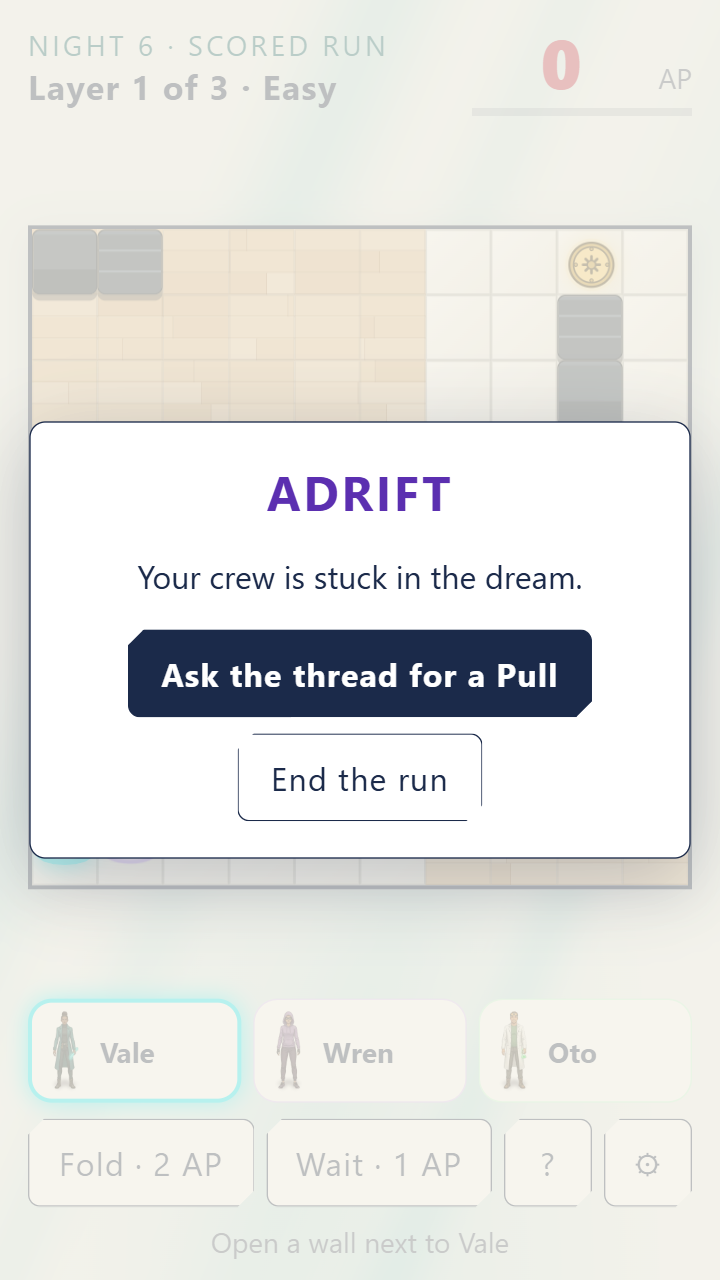 NIGHT 6 · SCORED RUN
Layer 1 of 3 · Easy
0 AP
ADRIFT
Your crew is stuck in the dream.
Ask the thread for a Pull
End the run
Vale
Wren
Oto
Fold · 2 AP
Wait · 1 AP
?
Open a wall next to Vale